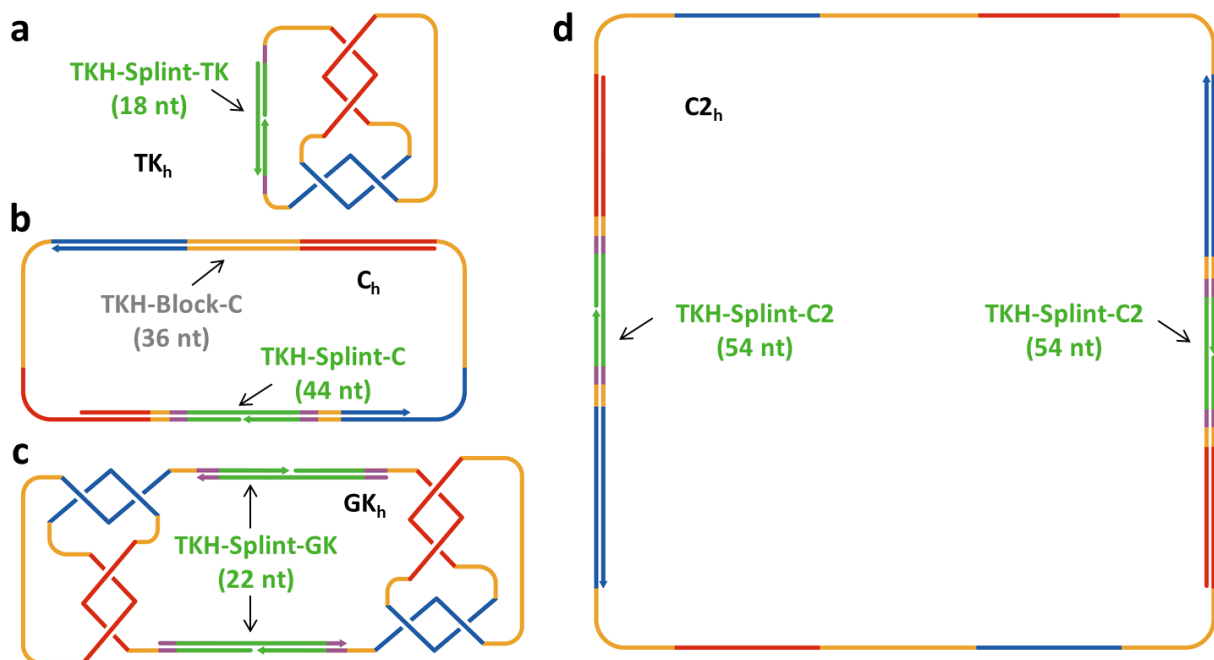 a
TKH-Splint-TK
(18 nt)
TKh
b
TKH-Block-C
(36 nt)
Ch
TKH-Splint-C
(44 nt)
c
GKh
TKH-Splint-GK
(22 nt)
d
C2h
TKH-Splint-C2
(54 nt)
TKH-Splint-C2
(54 nt)